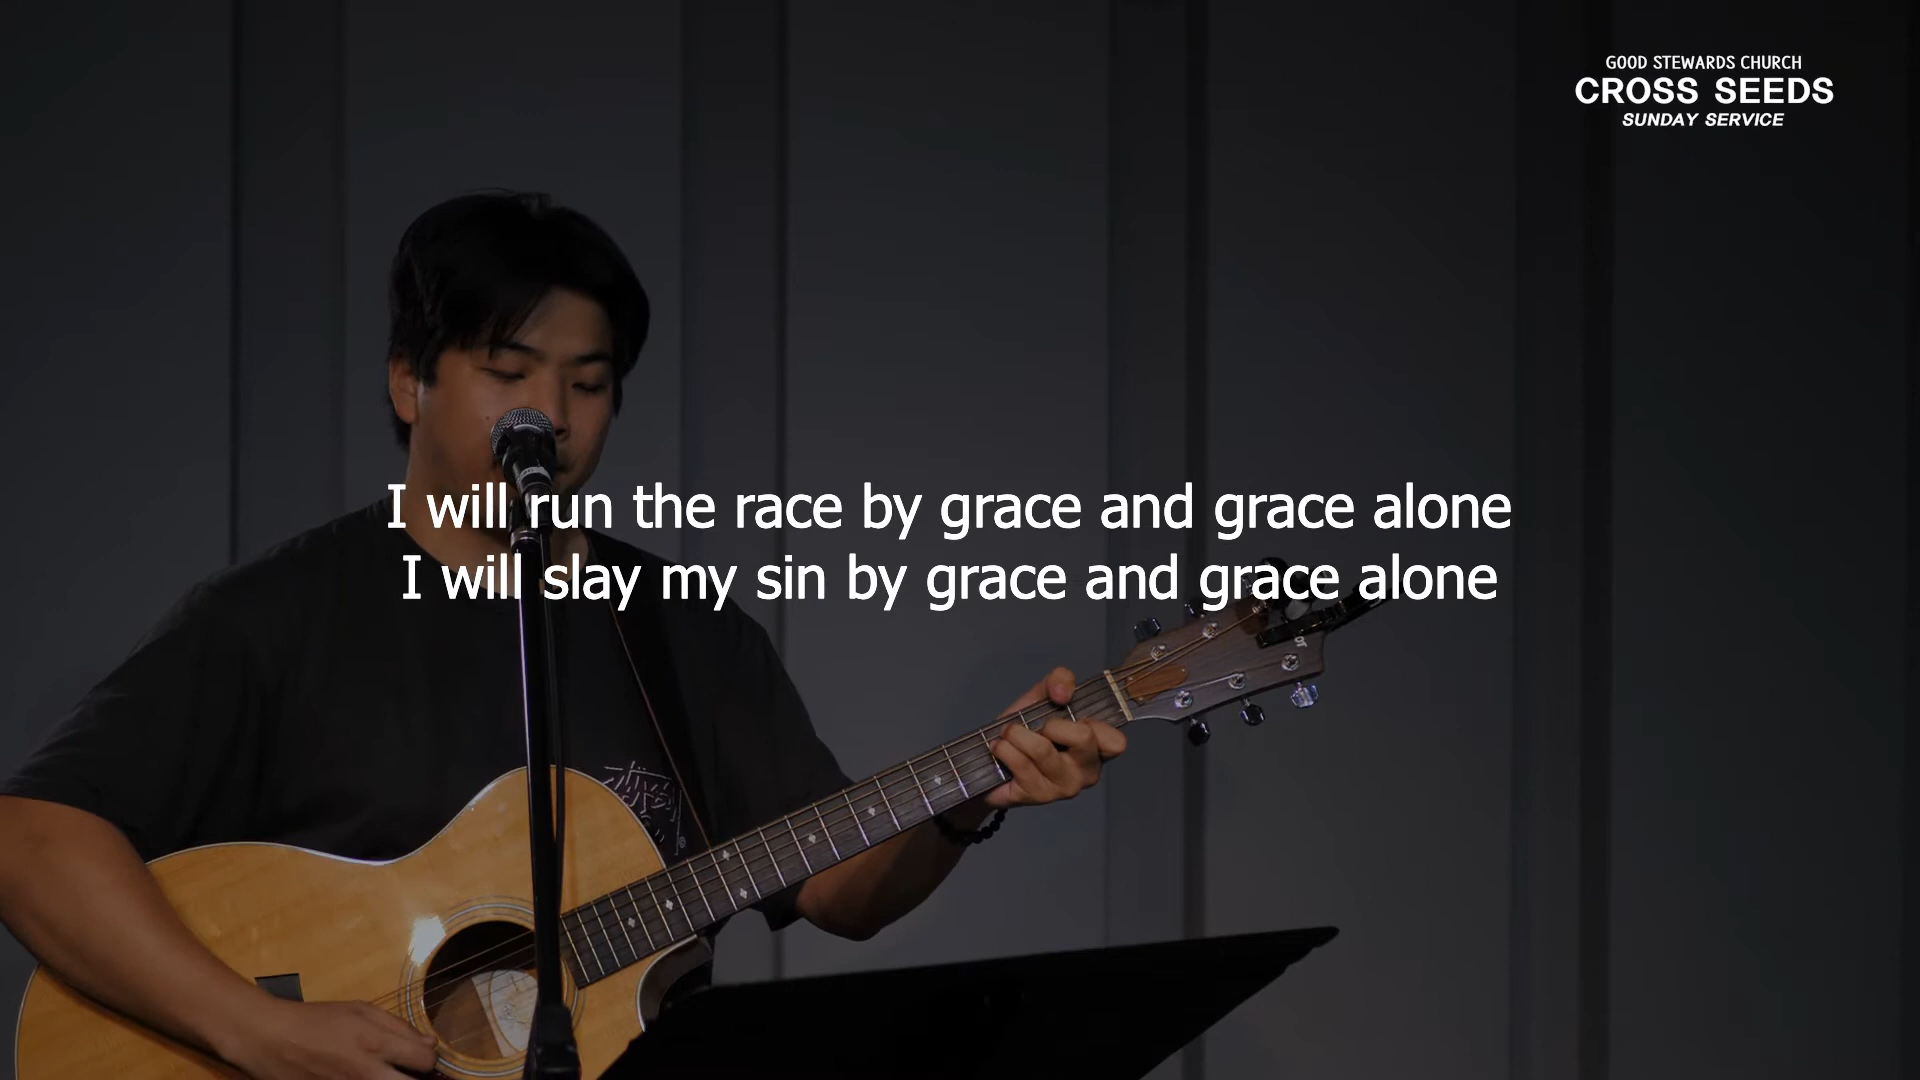 GOOD STEWARDS CHURCH
CROSS SEEDS
SUNDAY SERVICE
I will run the race by grace and grace alone
I will slay my sin by grace and grace alone